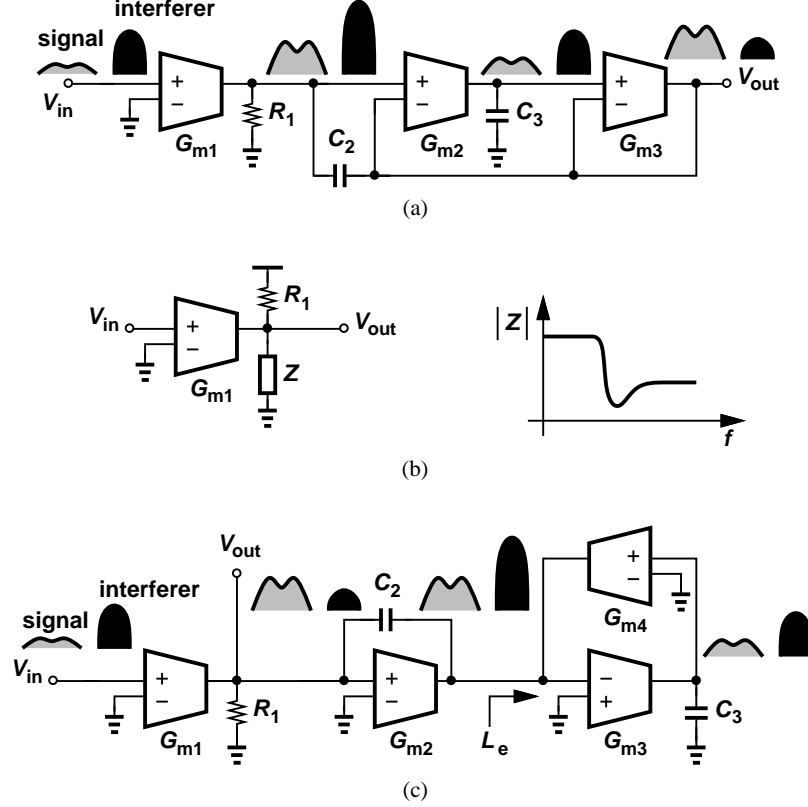 interferer
signal
V_in
+
−
G_m1
R_1
C_2
+
−
G_m2
C_3
+
−
G_m3
V_out
(a)
V_in
+
−
G_m1
R_1
V_out
Z
|Z|
f
(b)
V_out
interferer
signal
V_in
+
−
G_m1
R_1
C_2
+
−
G_m2
L_e
+
−
G_m4
−
+
G_m3
C_3
(c)